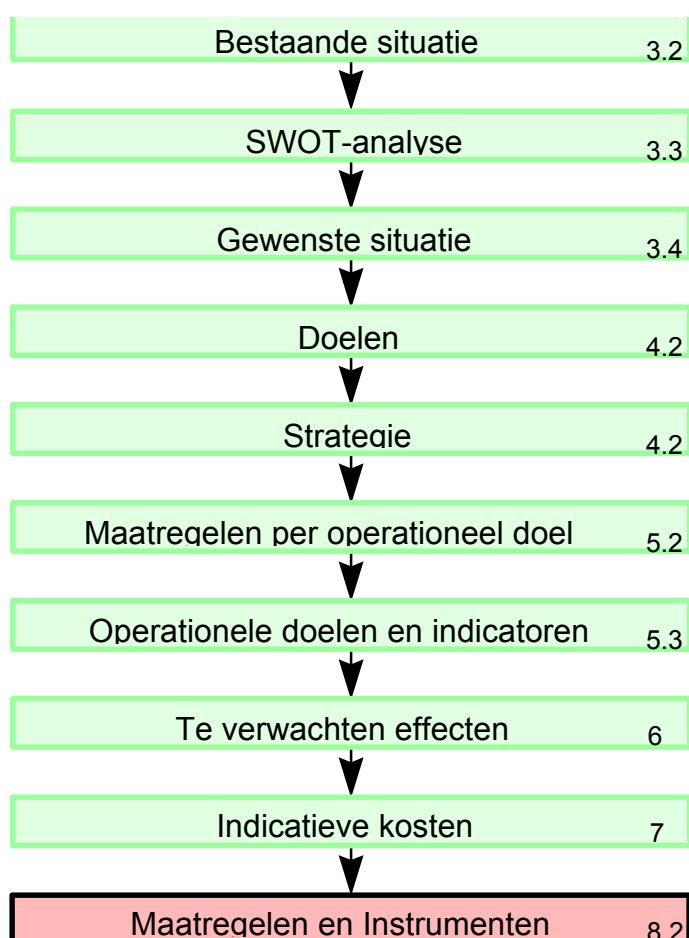 Bestaande situatie 3.2
SWOT-analyse 3.3
Gewenste situatie 3.4
Doelen 4.2
Strategie 4.2
Maatregelen per operationeel doel 5.2
Operationele doelen en indicatoren 5.3
Te verwachten effecten 6
Indicatieve kosten 7
Maatregelen en Instrumenten 8.2